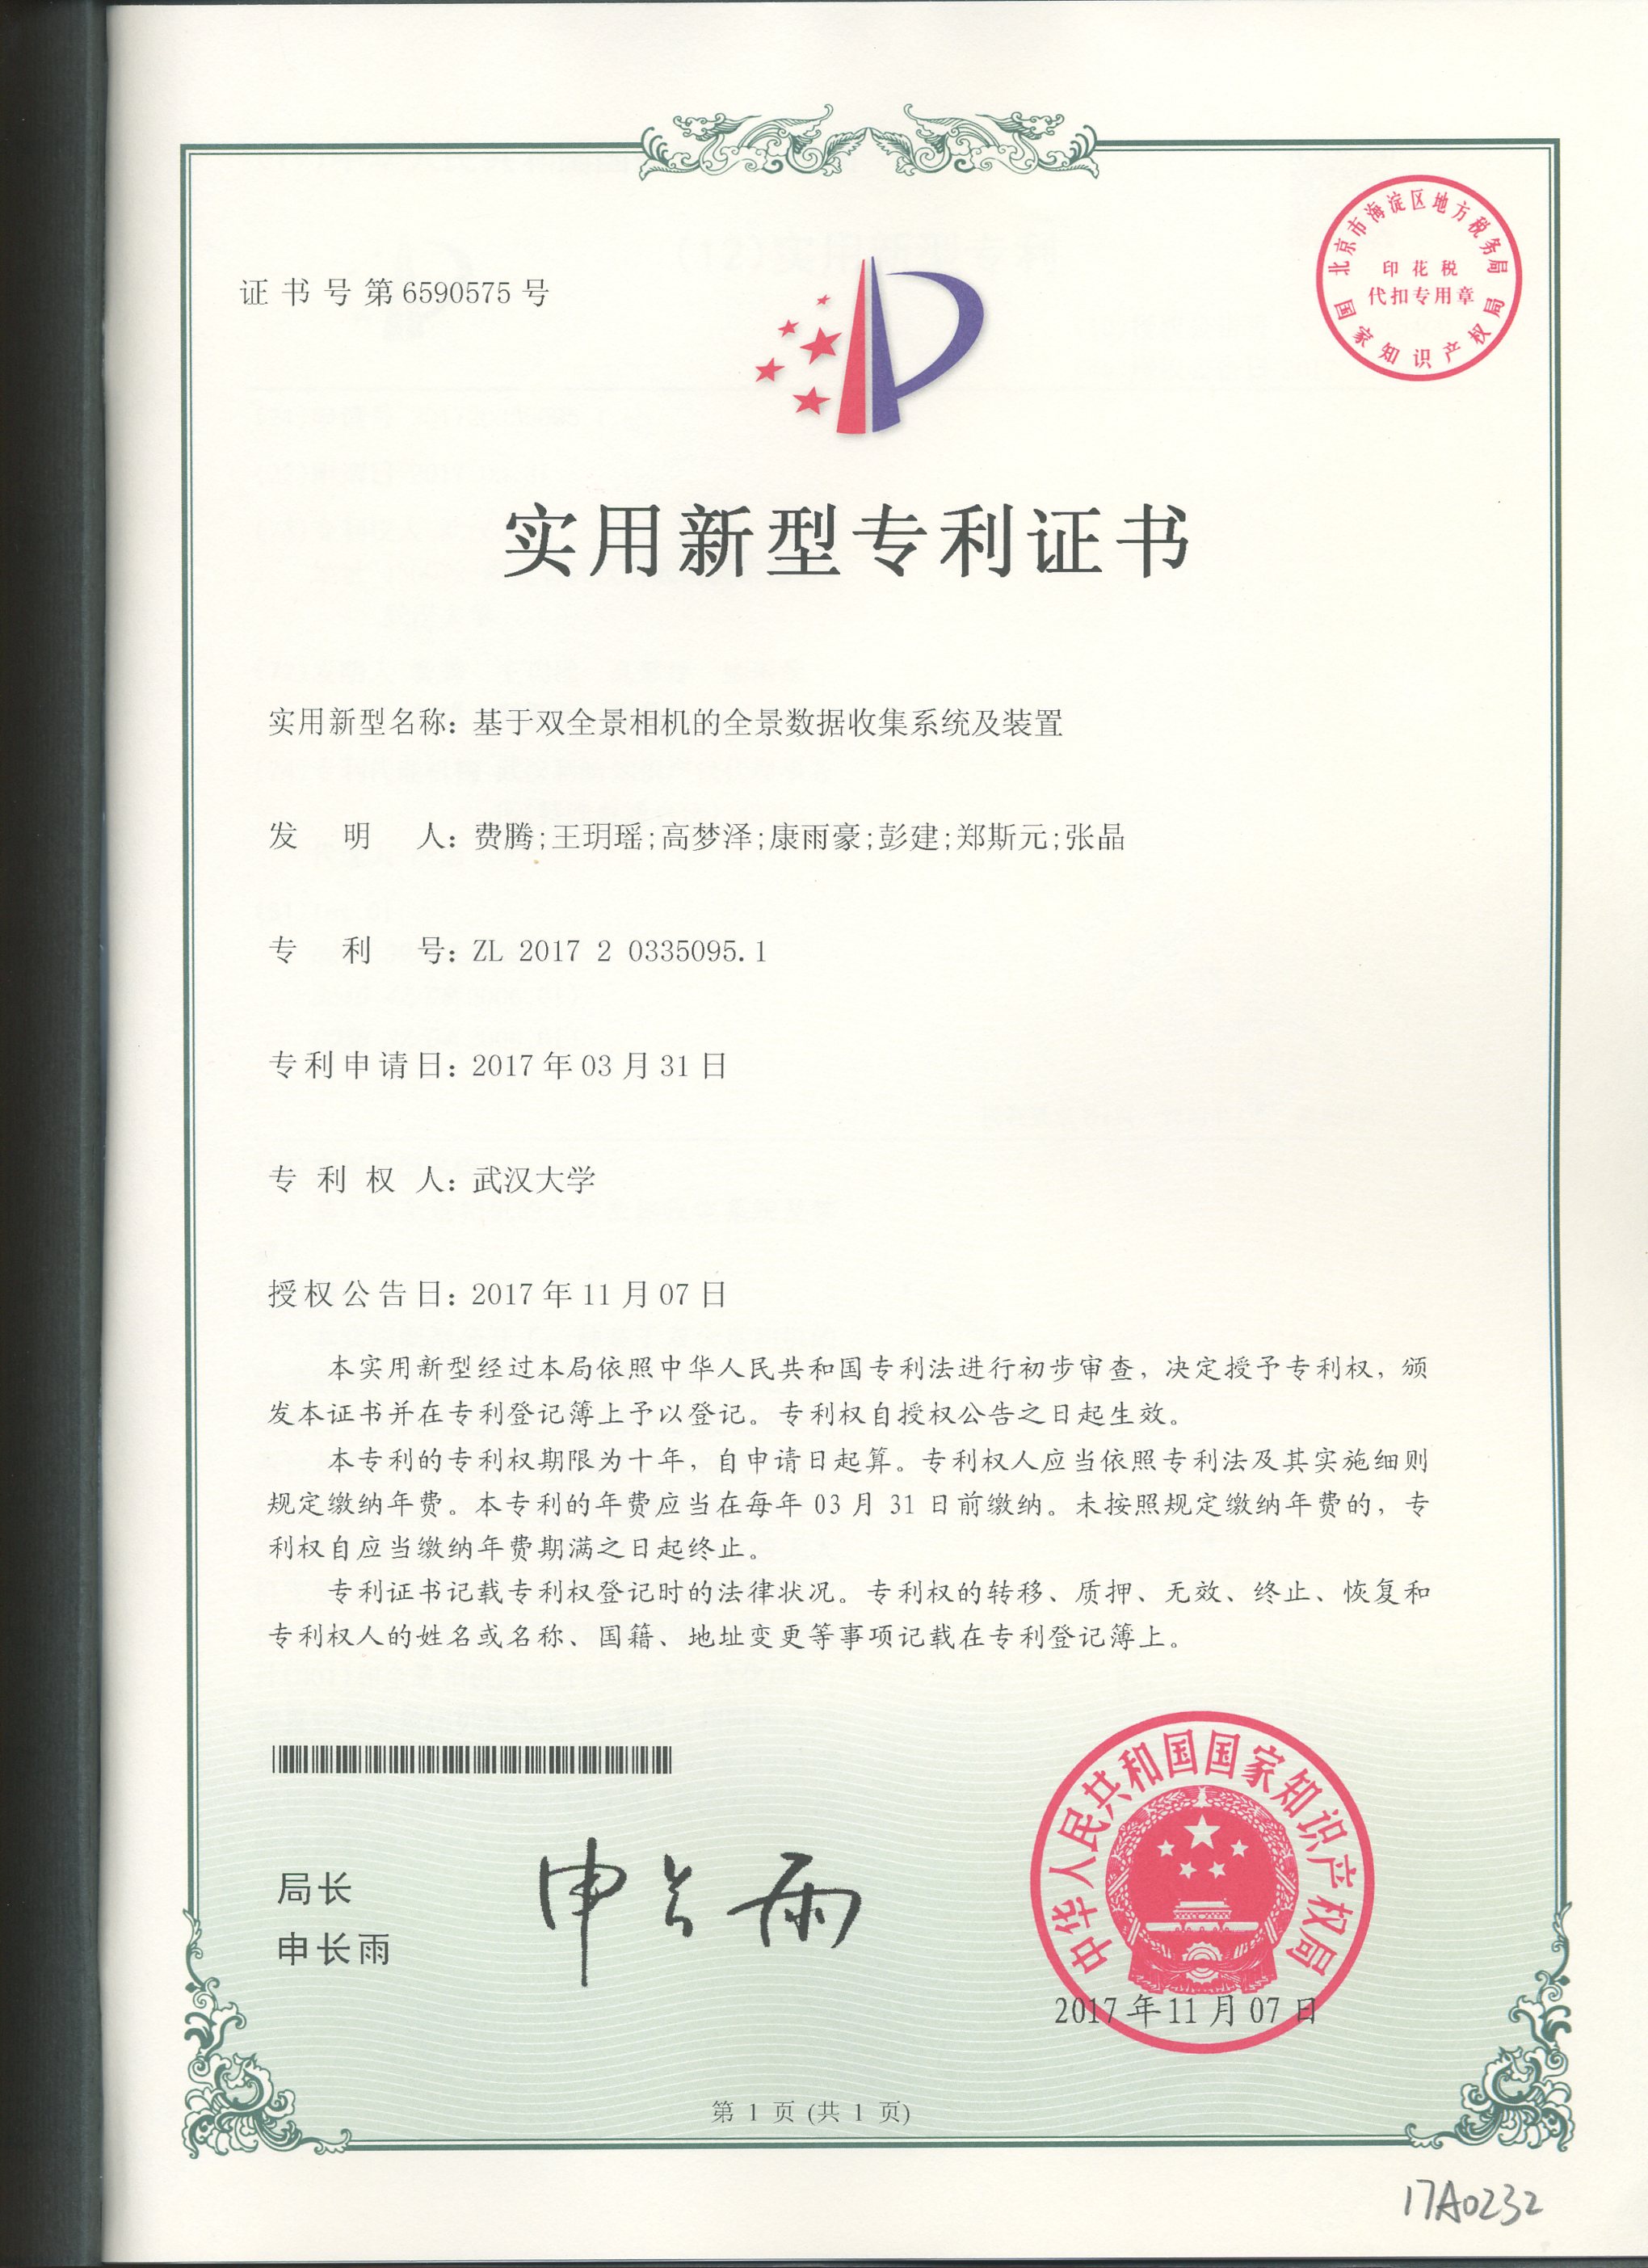 证书号第6590575号
北京市海淀区地方税务局
印花税
代扣专用章
国家知识产权局
实用新型专利证书
实用新型名称：基于双全景相机的全景数据收集系统及装置
发明人：费腾;王玥瑶;高梦泽;康雨豪;彭建;郑斯元;张晶
专利号：ZL 2017 2 0335095.1
专利申请日：2017年03月31日
专利权人：武汉大学
授权公告日：2017年11月07日
本实用新型经过本局依照中华人民共和国专利法进行初步审查，决定授予专利权，颁
发本证书并在专利登记簿上予以登记。专利权自授权公告之日起生效。
本专利的专利权期限为十年，自申请日起算。专利权人应当依照专利法及其实施细则
规定缴纳年费。本专利的年费应当在每年03月31日前缴纳。未按照规定缴纳年费的，专
利权自应当缴纳年费期满之日起终止。
专利证书记载专利权登记时的法律状况。专利权的转移、质押、无效、终止、恢复和
专利权人的姓名或名称、国籍、地址变更等事项记载在专利登记簿上。
局长
申长雨
申长雨
中华人民共和国国家知识产权局
2017年11月07日
第 1 页 (共 1 页)
17A0232